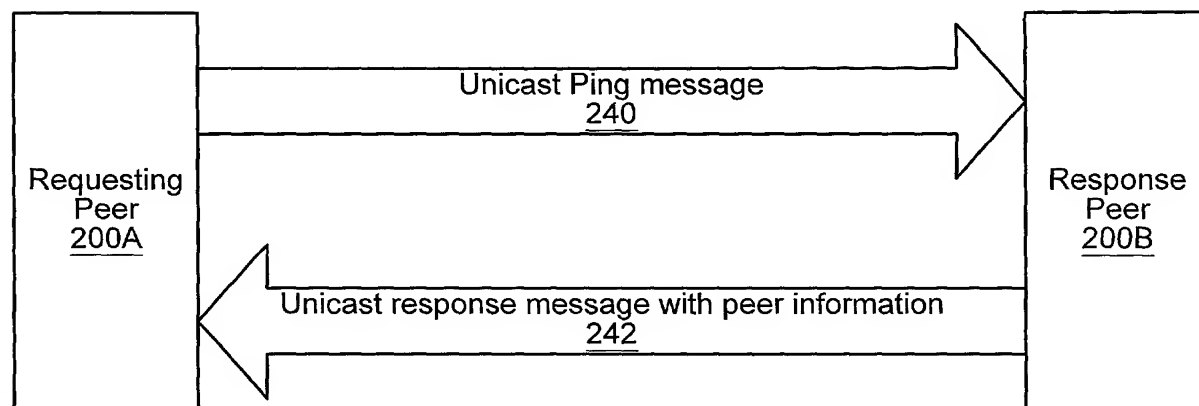 Unicast Ping message
240
Requesting
Peer
200A
Response
Peer
200B
Unicast response message with peer information
242